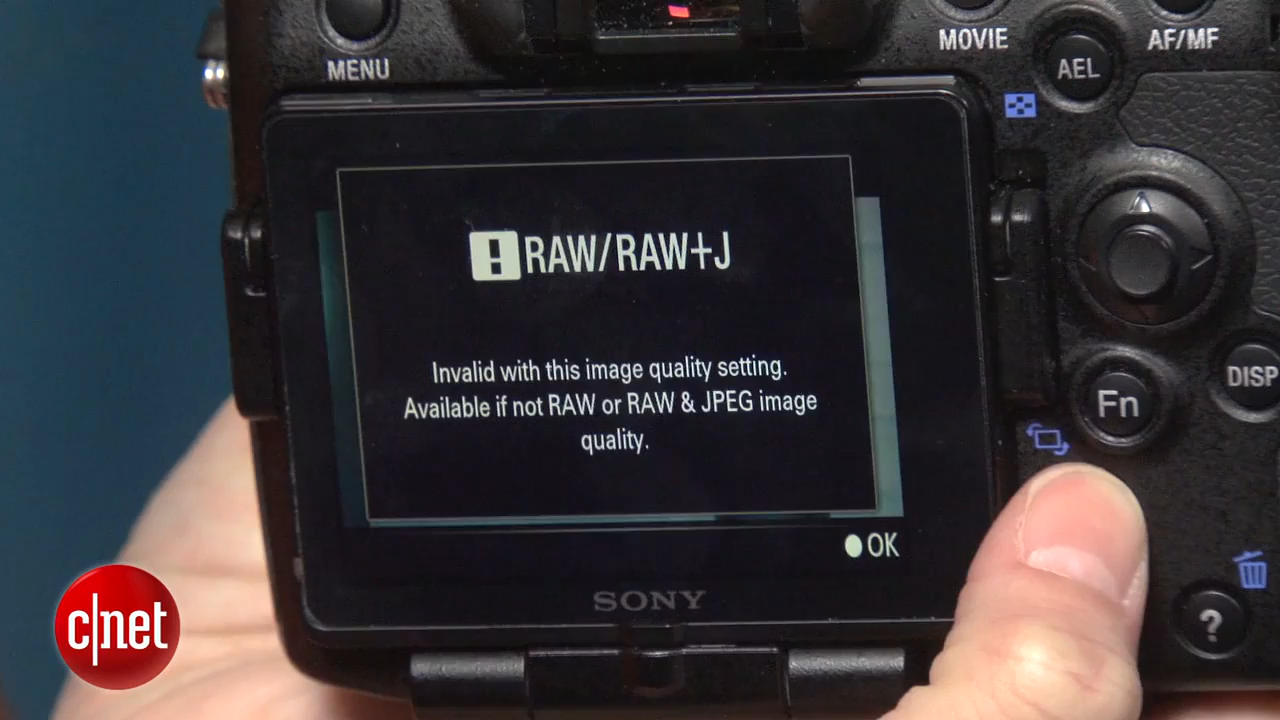 MENU
MOVIE
AF/MF
AEL
RAW/RAW+J
Invalid with this image quality setting.
Available if not RAW or RAW & JPEG image
quality.
OK
SONY
DISP
Fn
?
c|net